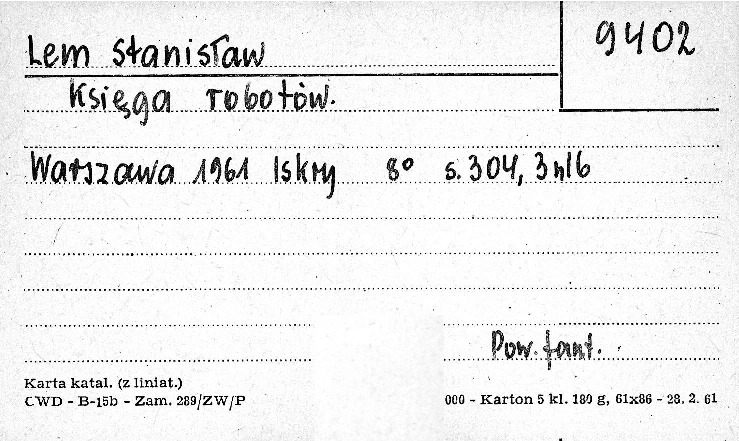 9402
Lem Stanisław
Księga robotów.
Warszawa 1961 Iskry 8° s. 304, 3 nlb
Pow. fant.
Karta katal. (z liniat.)
CWD - B-15b - Zam. 289/ZW/P
000 - Karton 5 kl. 180 g, 61x86 - 28. 2. 61